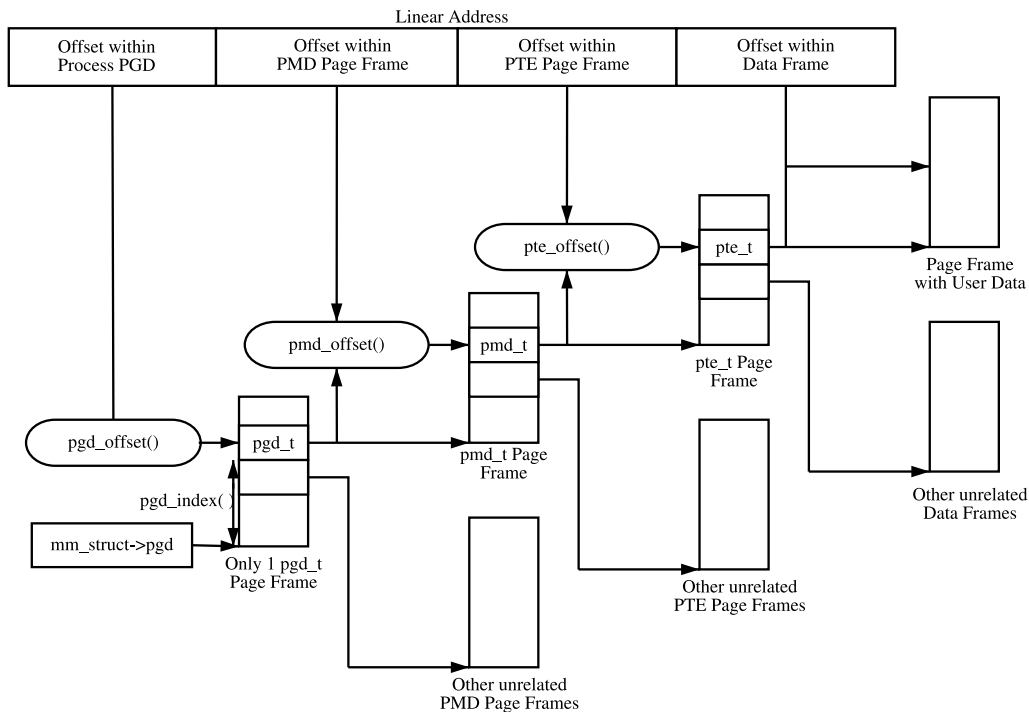 Linear Address
Offset within
Process PGD
Offset within
PMD Page Frame
Offset within
PTE Page Frame
Offset within
Data Frame
pte_offset()
pte_t
Page Frame
with User Data
pmd_offset()
pmd_t
pte_t Page
Frame
pgd_offset()
pgd_t
pmd_t Page
Frame
pgd_index( )
Other unrelated
Data Frames
mm_struct->pgd
Only 1 pgd_t
Page Frame
Other unrelated
PTE Page Frames
Other unrelated
PMD Page Frames